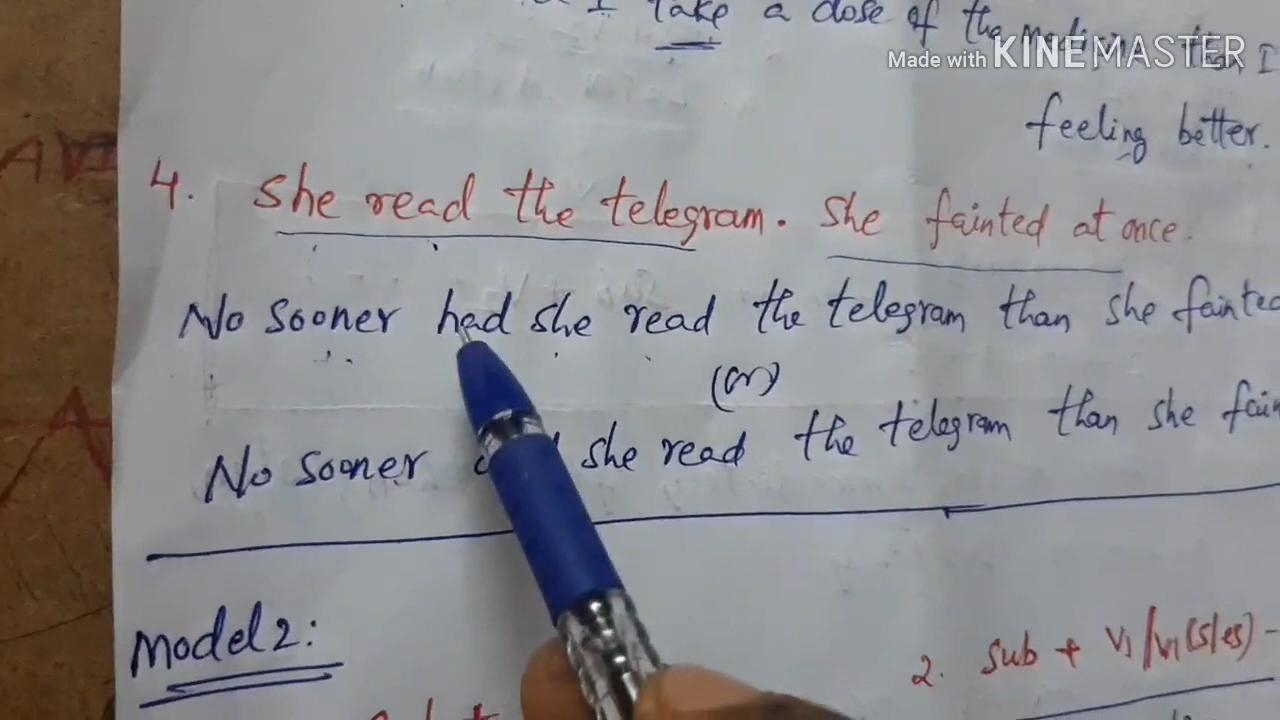 I take a dose of the than I
Made with KINEMASTER
feeling better.
4. She read the telegram. She fainted at once.
No sooner had she read the telegram than she fainted
(or)
No sooner she read the telegram than she
Model 2:
2. Sub + V1/V1(s/es) -